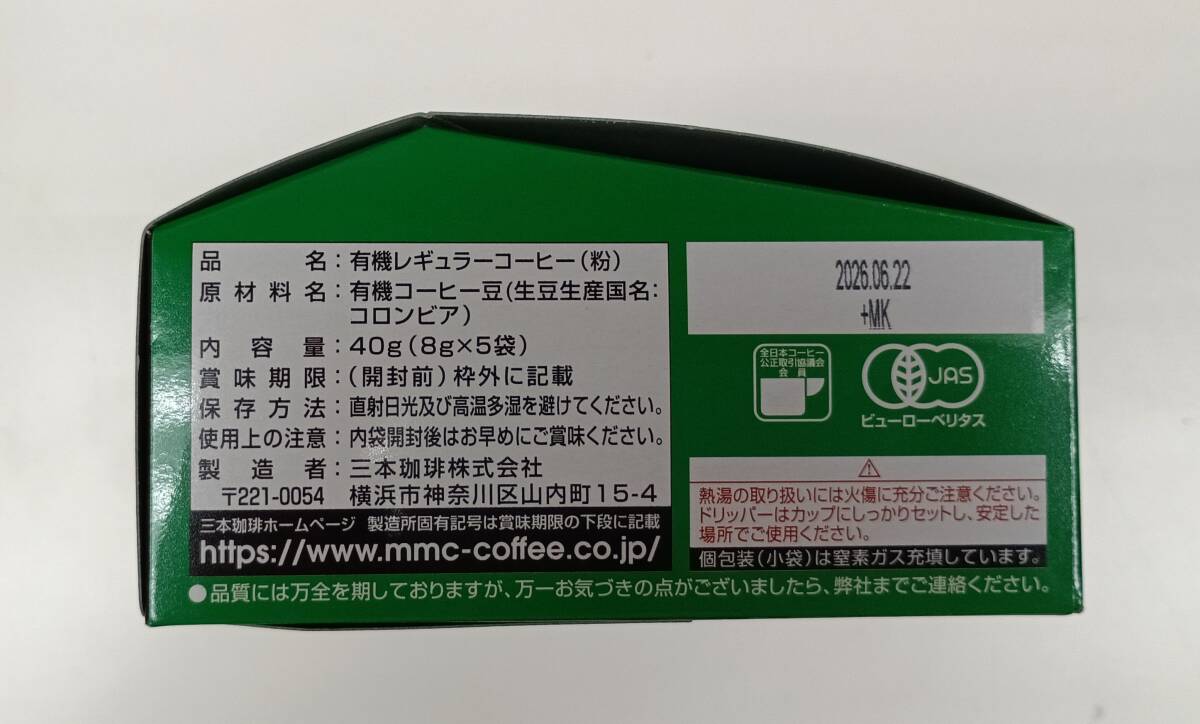 品名：有機レギュラーコーヒー（粉）
原材料名：有機コーヒー豆(生豆生産国名：
コロンビア）
内容量：40g（8g×5袋）
賞味期限：（開封前）枠外に記載
保存方法：直射日光及び高温多湿を避けてください。
使用上の注意：内袋開封後はお早めにご賞味ください。
製造者：三本珈琲株式会社
〒221-0054 横浜市神奈川区山内町15-4
三本珈琲ホームページ 製造所固有記号は賞味期限の下段に記載
https://www.mmc-coffee.co.jp/
2026.06.22
+MK
全日本コーヒー
公正取引協議会
会員
JAS
ビューローベリタス
熱湯の取り扱いには火傷に充分ご注意ください。
ドリッパーはカップにしっかりセットし、安定した
場所でご使用ください。
個包装（小袋）は窒素ガス充填しています。
●品質には万全を期しておりますが、万一お気づきの点がございましたら、弊社までご連絡ください。